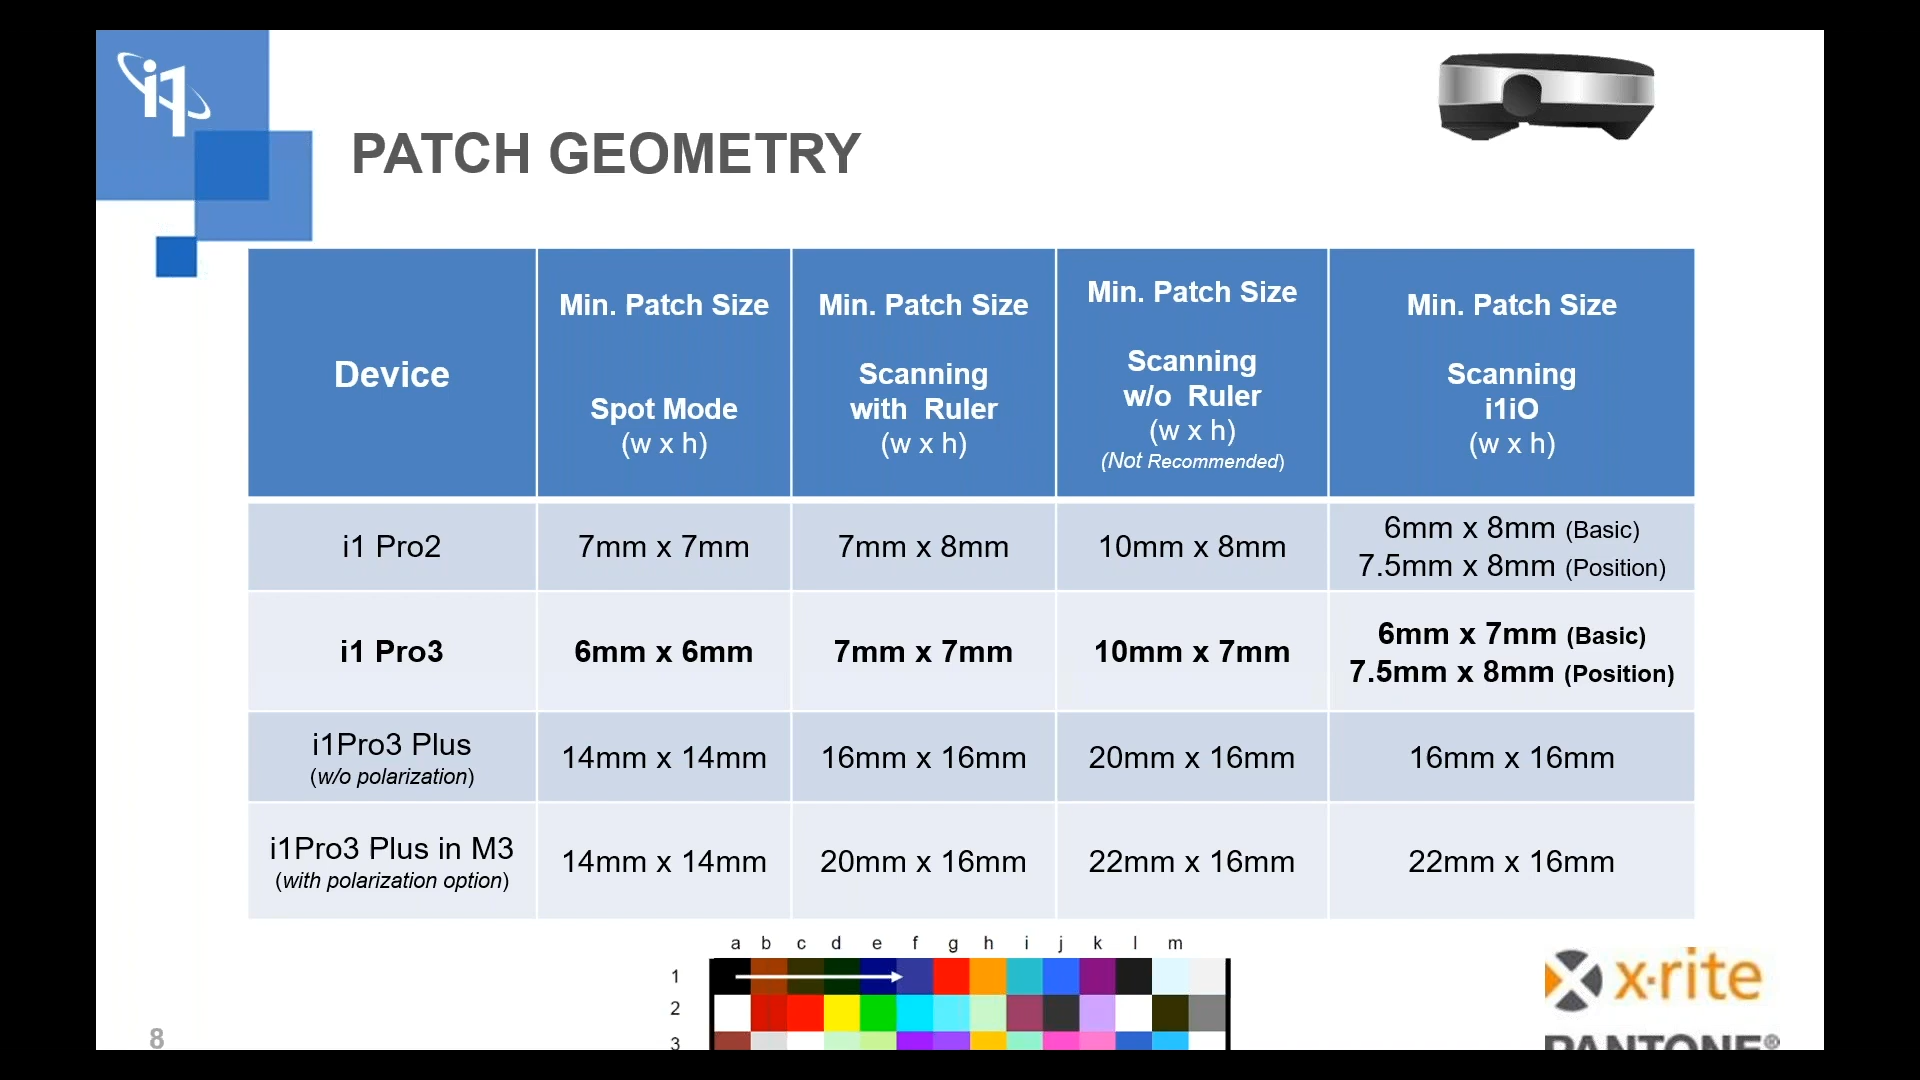 i1
PATCH GEOMETRY
Device
Min. Patch Size
Spot Mode
(w x h)
Min. Patch Size
Scanning
with Ruler
(w x h)
Min. Patch Size
Scanning
w/o Ruler
(w x h)
(Not Recommended)
Min. Patch Size
Scanning
i1iO
(w x h)
i1 Pro2
7mm x 7mm
7mm x 8mm
10mm x 8mm
6mm x 8mm (Basic)
7.5mm x 8mm (Position)
i1 Pro3
6mm x 6mm
7mm x 7mm
10mm x 7mm
6mm x 7mm (Basic)
7.5mm x 8mm (Position)
i1Pro3 Plus
(w/o polarization)
14mm x 14mm
16mm x 16mm
20mm x 16mm
16mm x 16mm
i1Pro3 Plus in M3
(with polarization option)
14mm x 14mm
20mm x 16mm
22mm x 16mm
22mm x 16mm
a b c d e f g h i j k l m
1
2
3
x·rite
PANTONE®
8